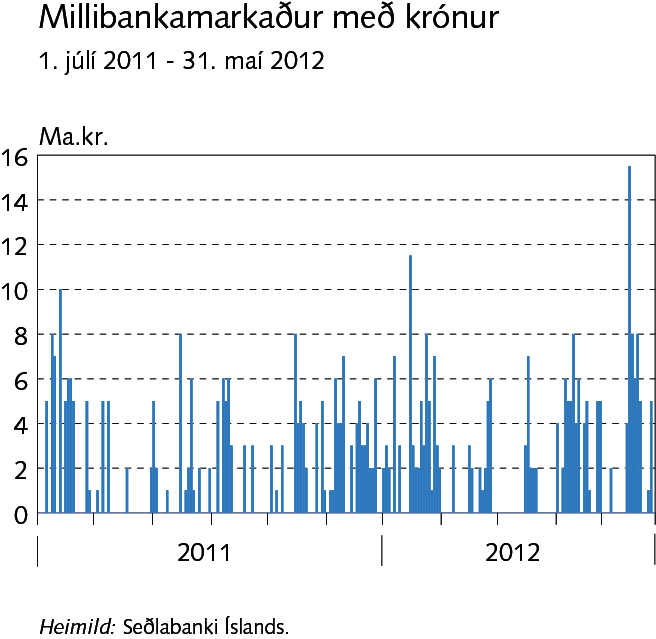 Millibankamarkaður með krónur
1. júlí 2011 - 31. maí 2012
Ma.kr.
16
14
12
10
8
6
4
2
0
2011
2012
Heimild: Seðlabanki Íslands.